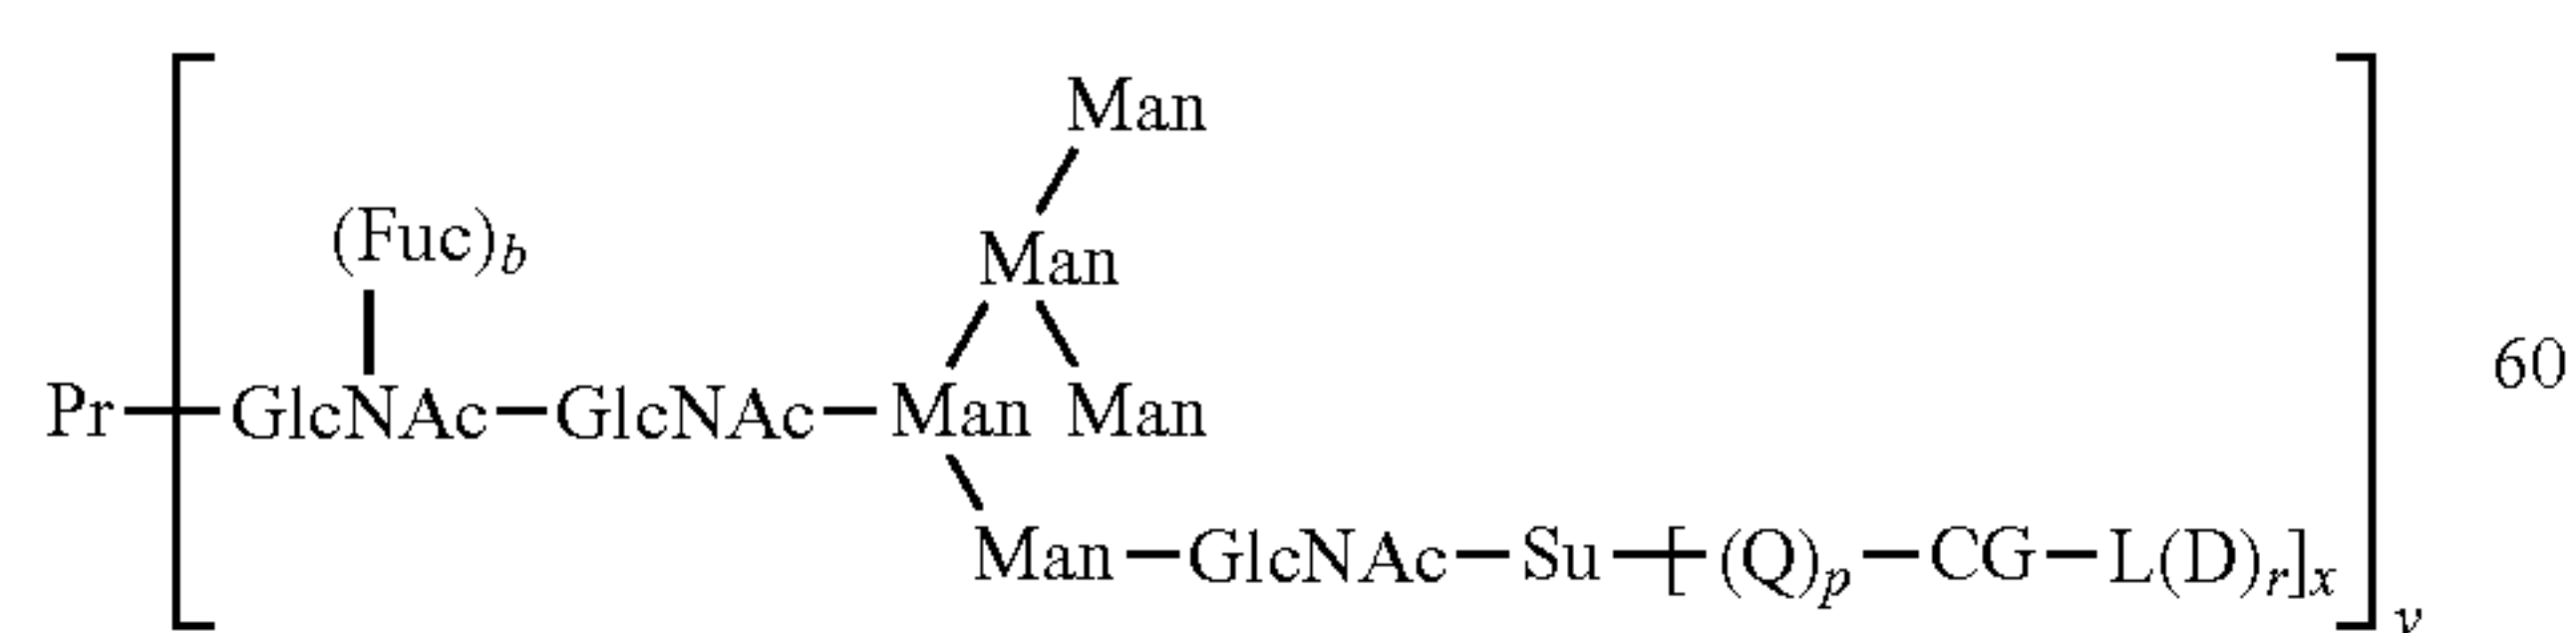 Man
(Fuc)b Man
Pr—GlcNAc—GlcNAc—Man Man 60
Man—GlcNAc—Su—[(Q)p—CG—L(D)r]x
y